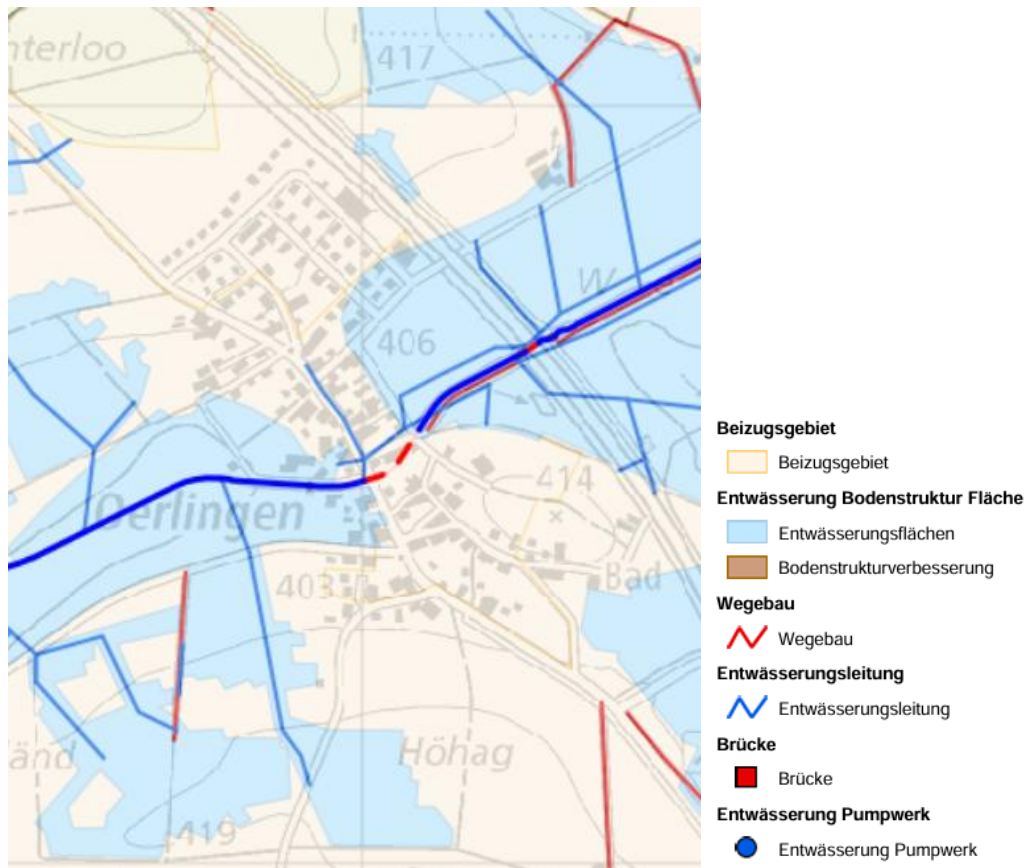 nterloo
417
W
406
414
Oerlingen
403
Bad
Höhag
änd
419
Beizugsgebiet
Beizugsgebiet
Entwässerung Bodenstruktur Fläche
Entwässerungsflächen
Bodenstrukturverbesserung
Wegebau
Wegebau
Entwässerungsleitung
Entwässerungsleitung
Brücke
Brücke
Entwässerung Pumpwerk
Entwässerung Pumpwerk